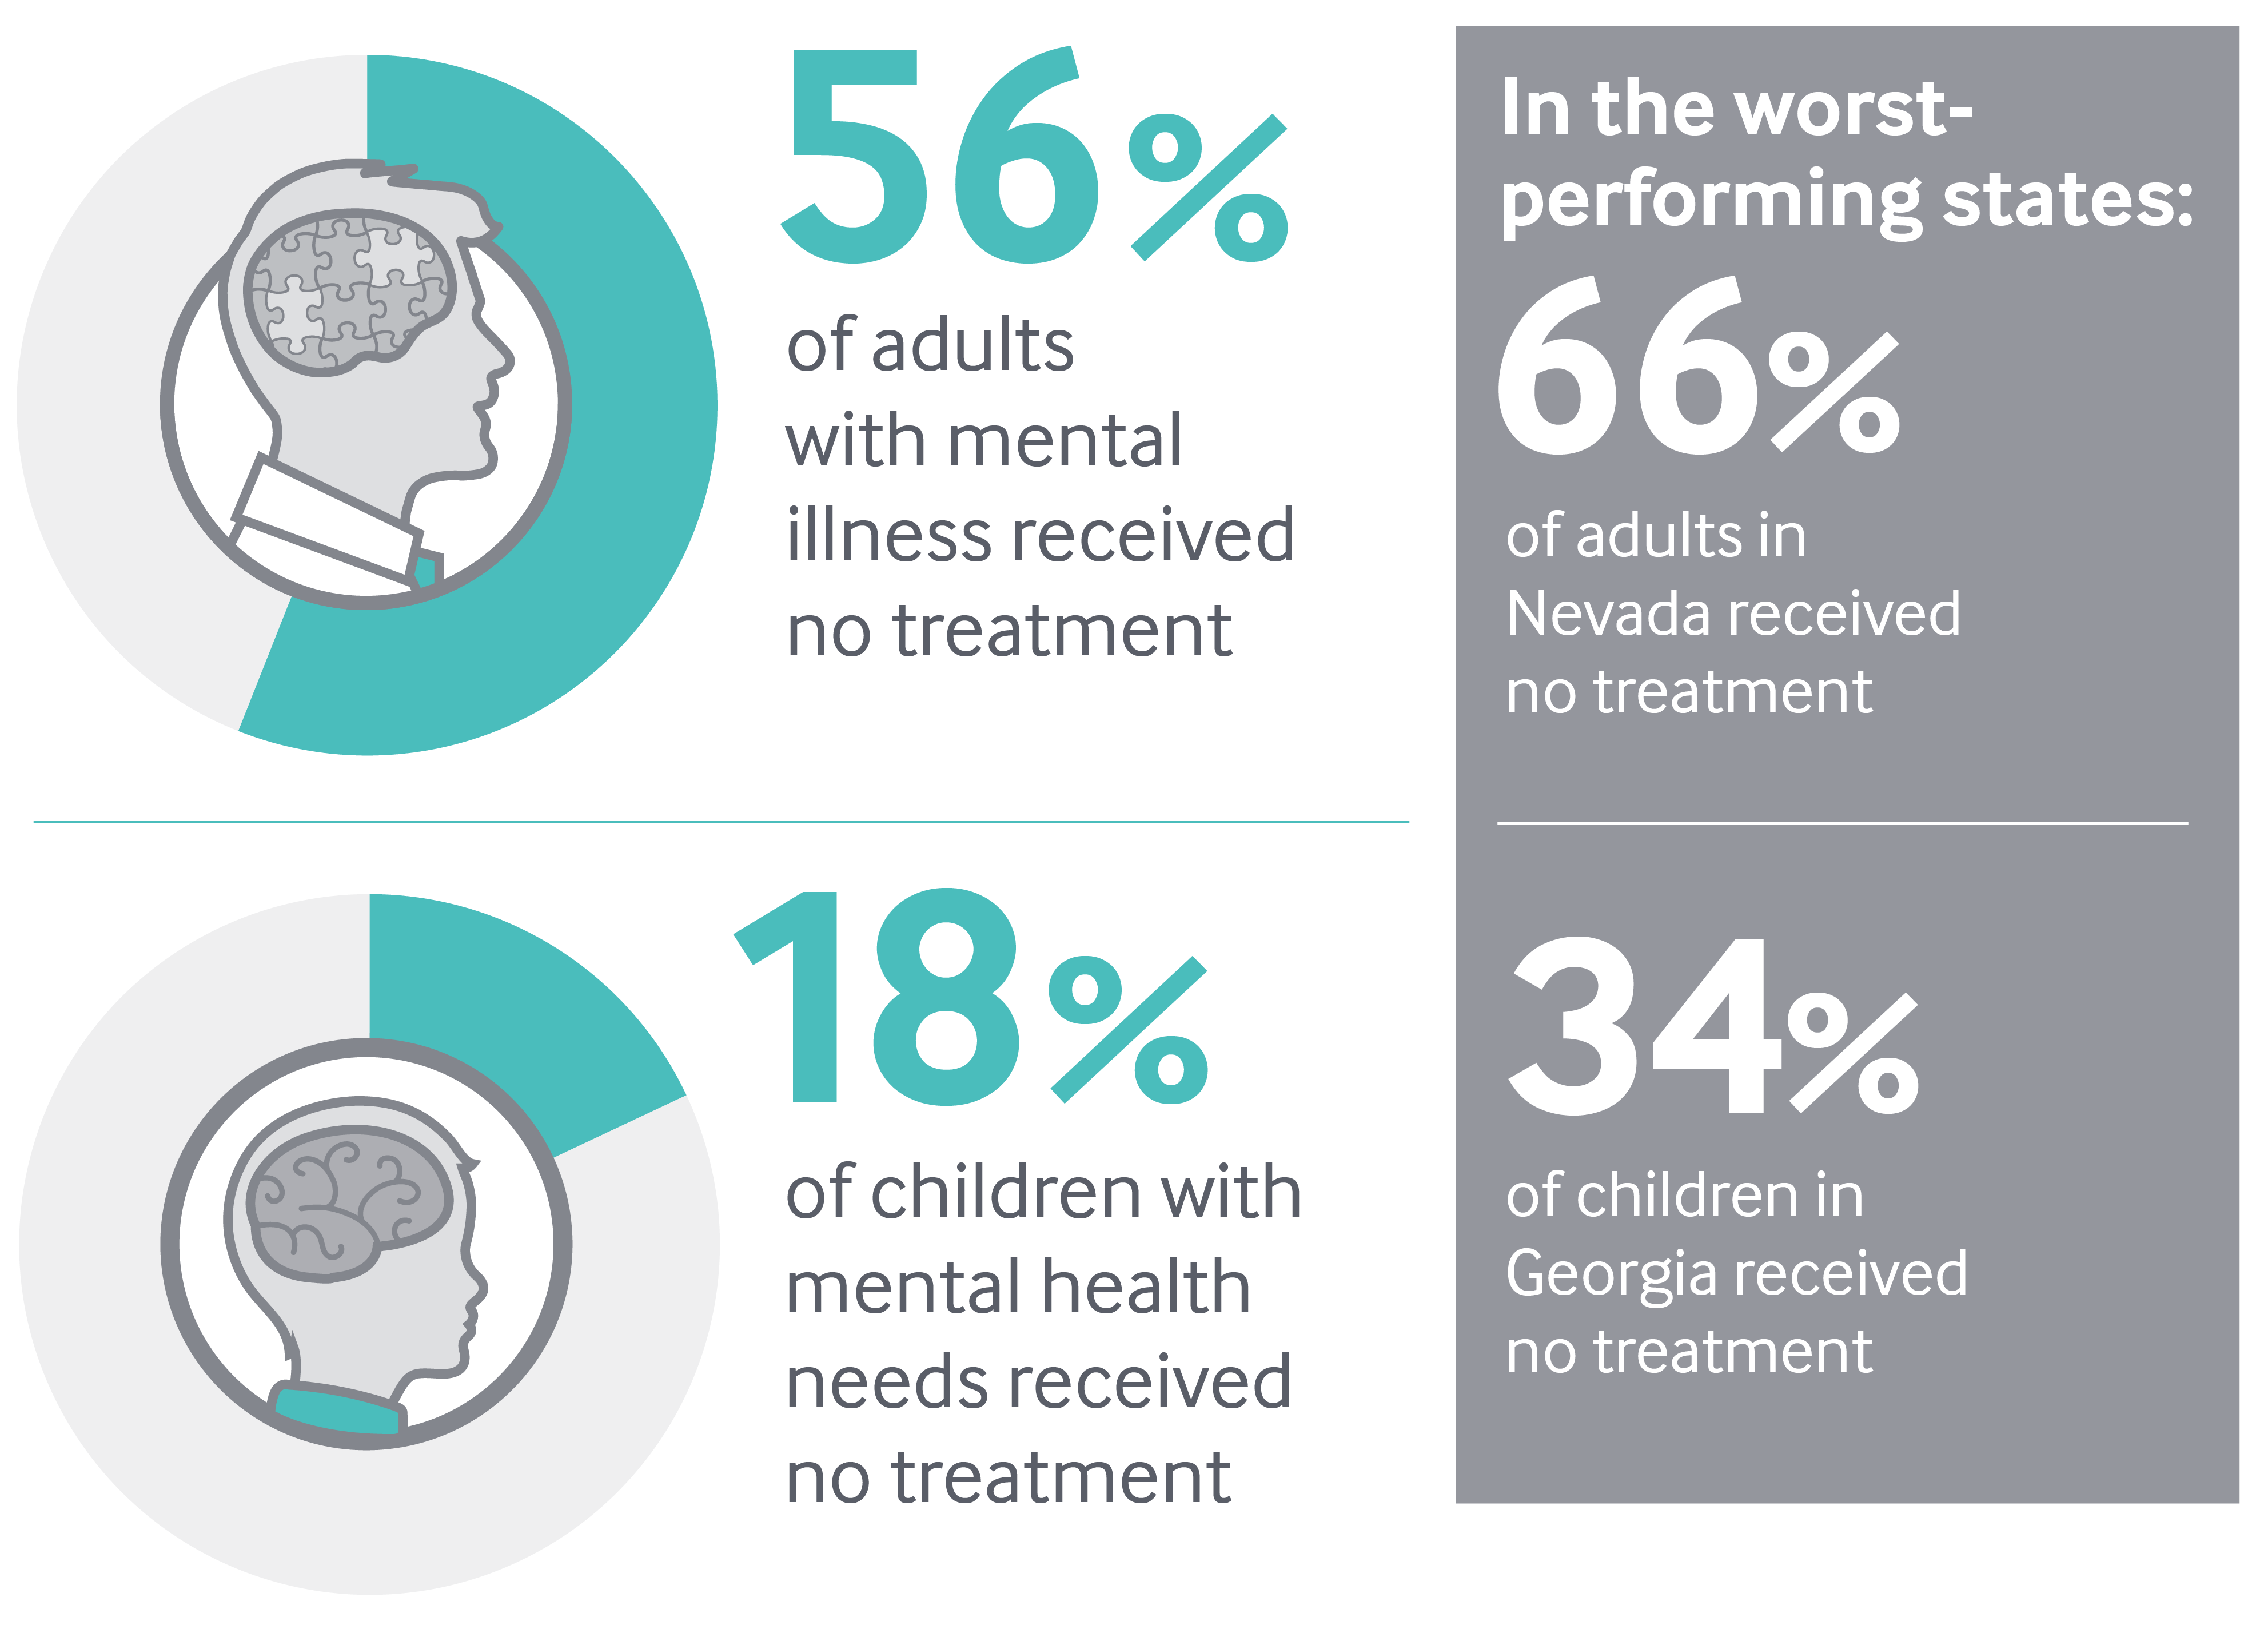 56%
of adults
with mental
illness received
no treatment
18%
of children with
mental health
needs received
no treatment
In the worst-
performing states:
66%
of adults in
Nevada received
no treatment
34%
of children in
Georgia received
no treatment